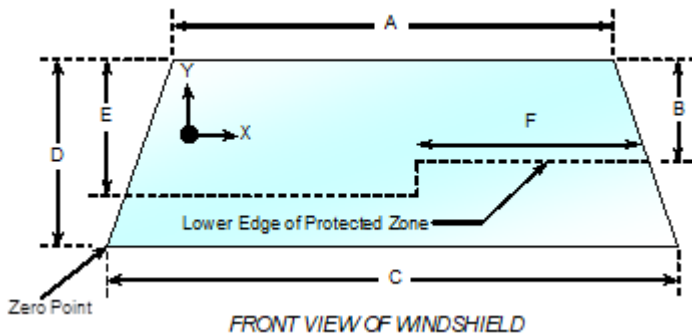 A
Y
E
B
F
X
D
Lower Edge of Protected Zone
C
Zero Point
FRONT VIEW OF WINDSHIELD